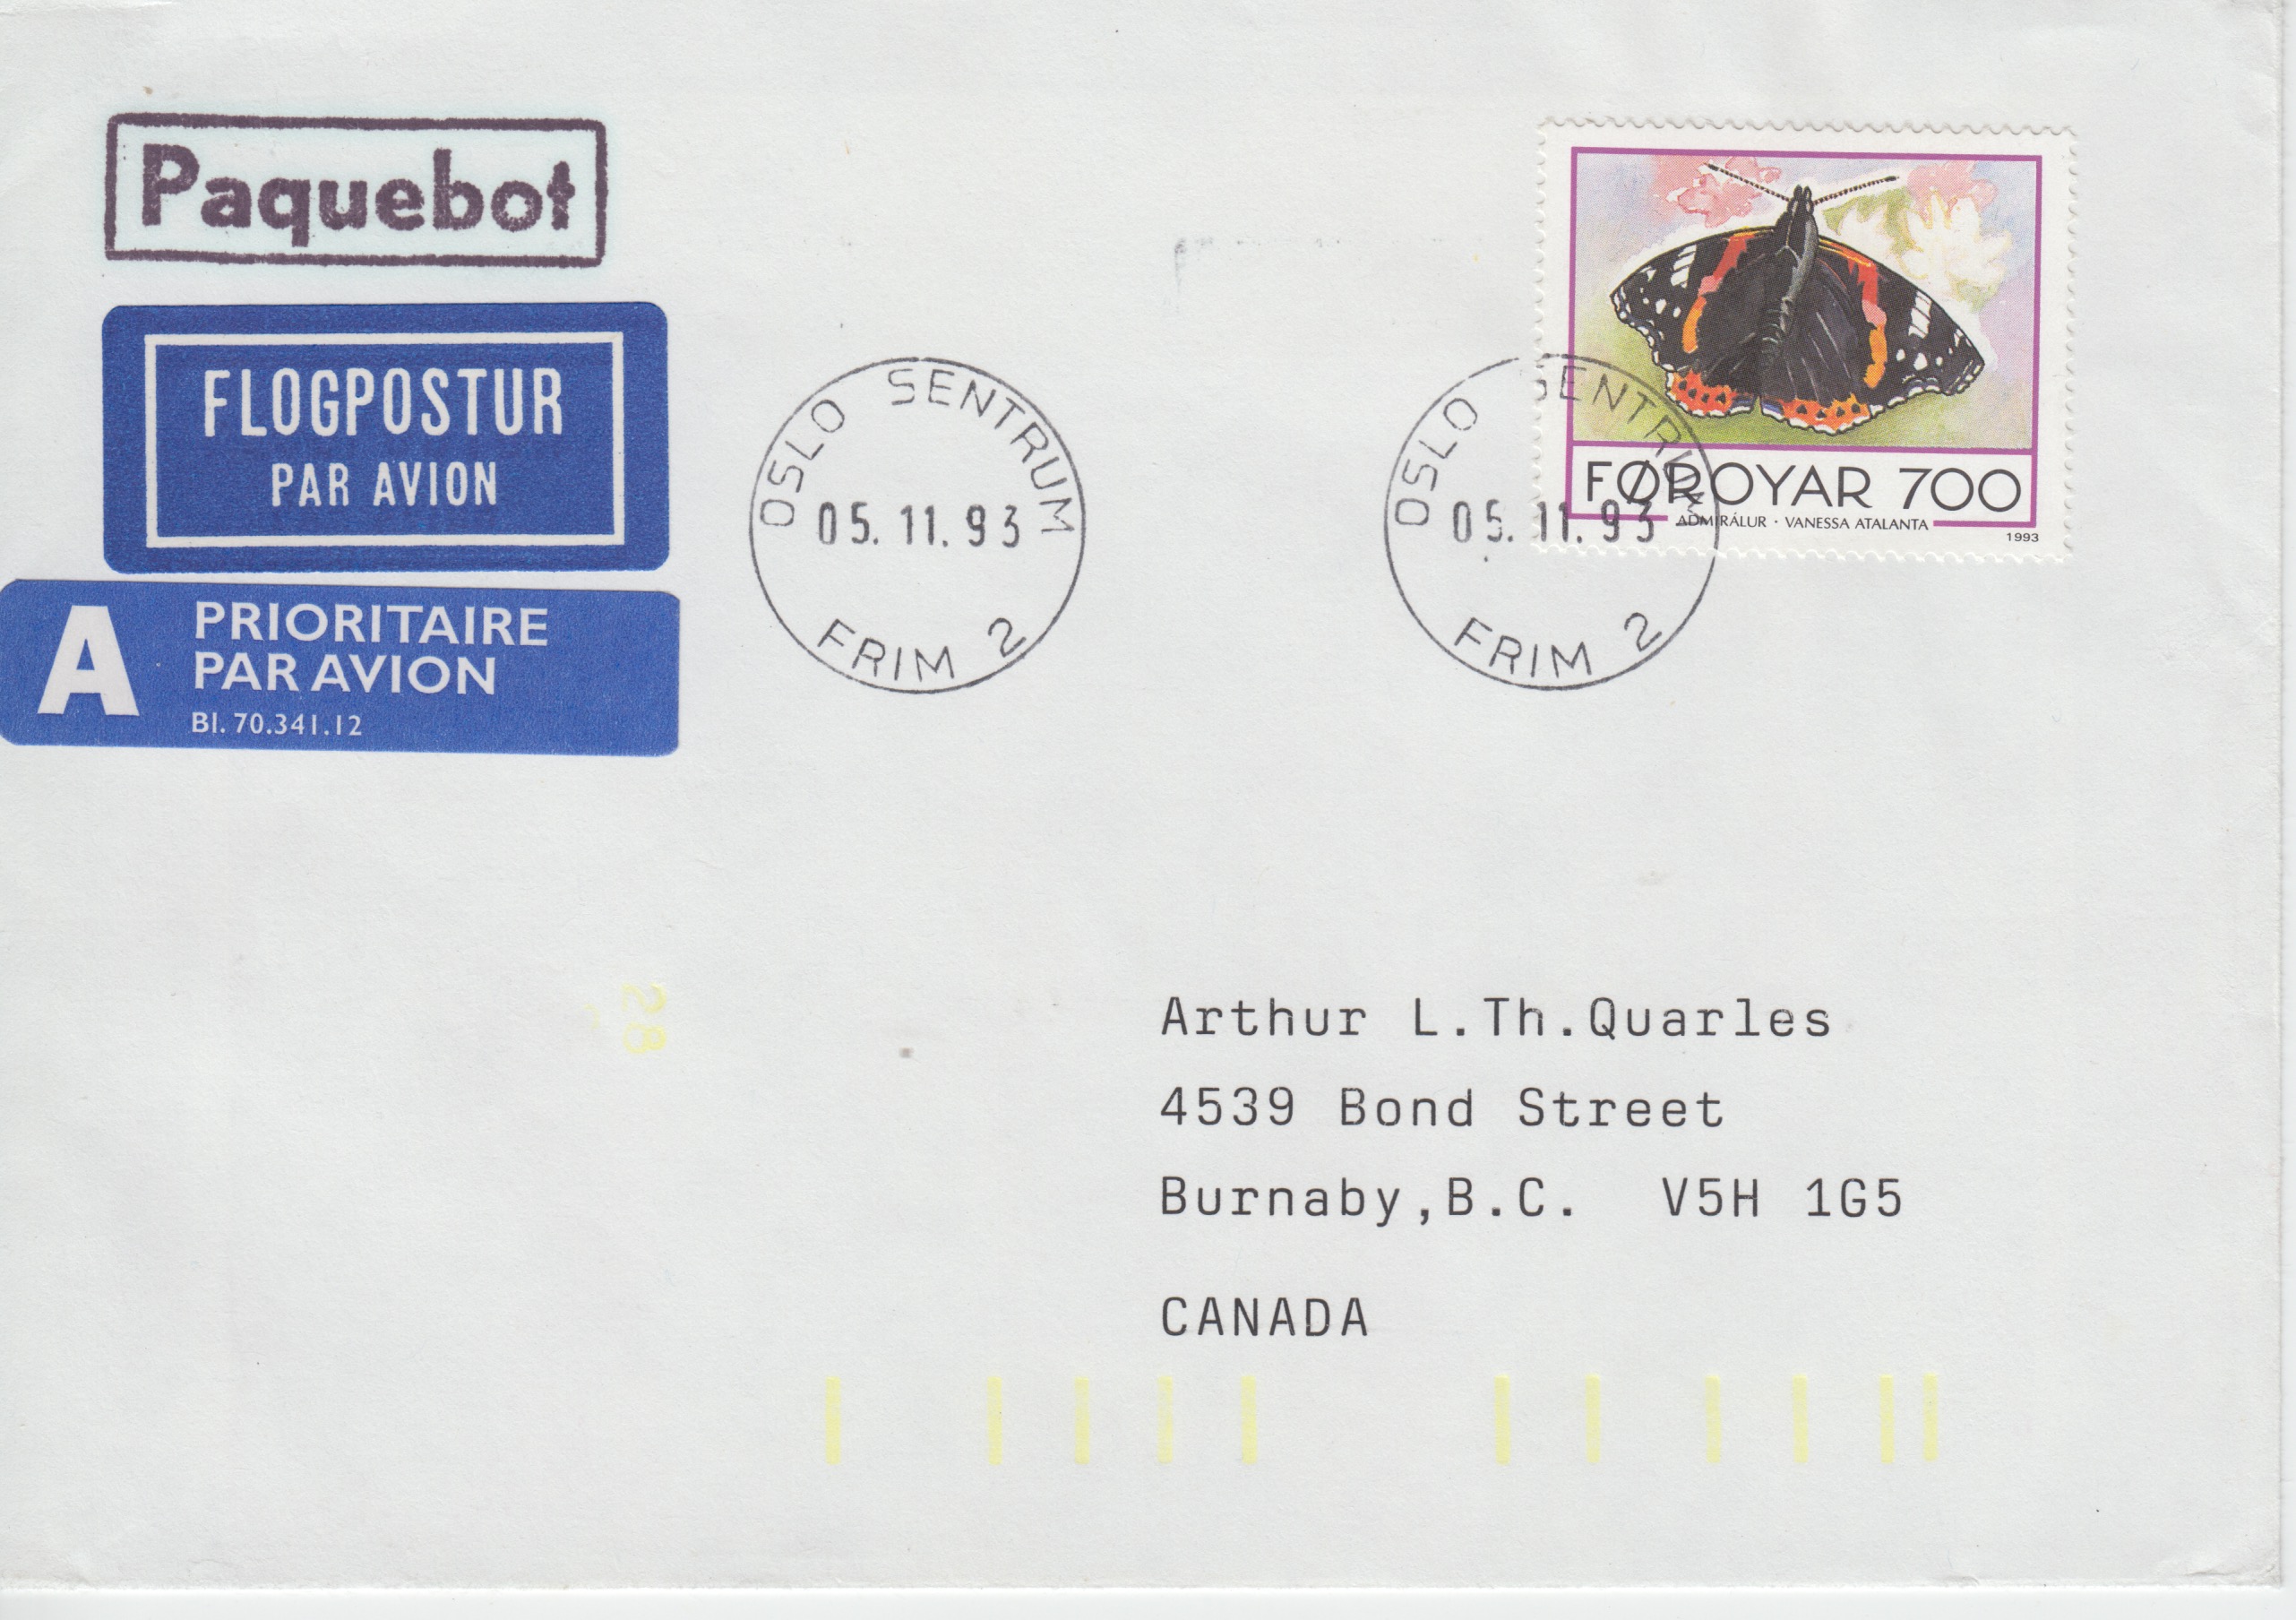 Paquebot
FLOGPOSTUR
PAR AVION
A
PRIORITAIRE
PAR AVION
Bl. 70.341.12
OSLO SENTRUM
05.11.93
FRIM 2
OSLO SENTRUM
05.11.93
FRIM 2
FØROYAR 700
ADMIRÁLUR · VANESSA ATALANTA
1993
28
Arthur L.Th.Quarles
4539 Bond Street
Burnaby,B.C. V5H 1G5
CANADA